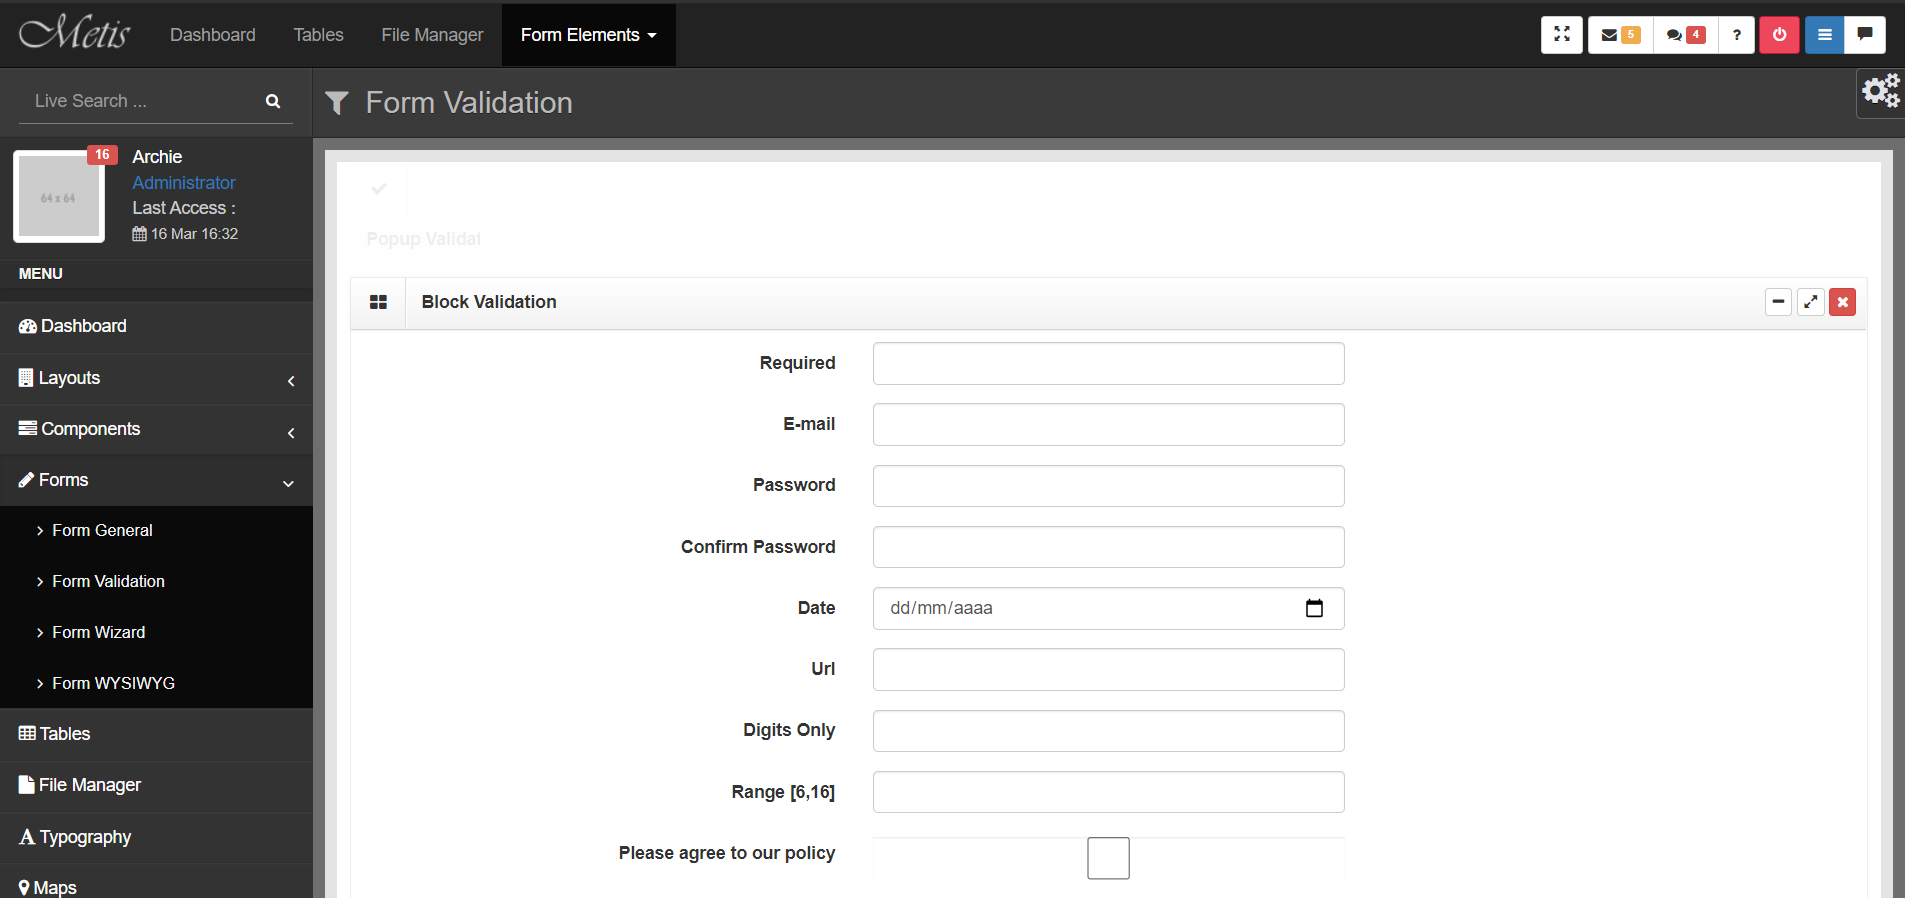 Metis Dashboard Tables File Manager Form Elements 5 4 ?
Live Search ...
Form Validation
16
64 x 64
Archie
Administrator
Last Access :
16 Mar 16:32
MENU
Dashboard
Layouts
Components
Forms
Form General
Form Validation
Form Wizard
Form WYSIWYG
Tables
File Manager
Typography
Maps
Popup Validat
Block Validation
Required
E-mail
Password
Confirm Password
Date dd/mm/aaaa
Url
Digits Only
Range [6,16]
Please agree to our policy